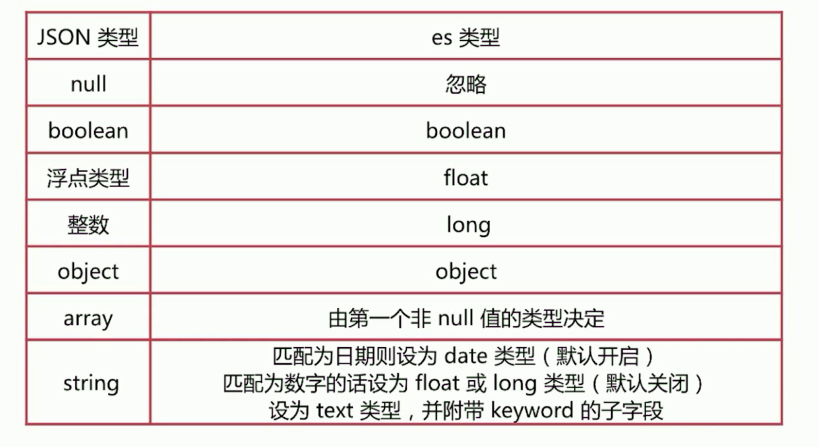 JSON 类型 es 类型
null 忽略
boolean boolean
浮点类型 float
整数 long
object object
array 由第一个非 null 值的类型决定
匹配为日期则设为 date 类型（默认开启）
string 匹配为数字的话设为 float 或 long 类型（默认关闭）
设为 text 类型，并附带 keyword 的子字段